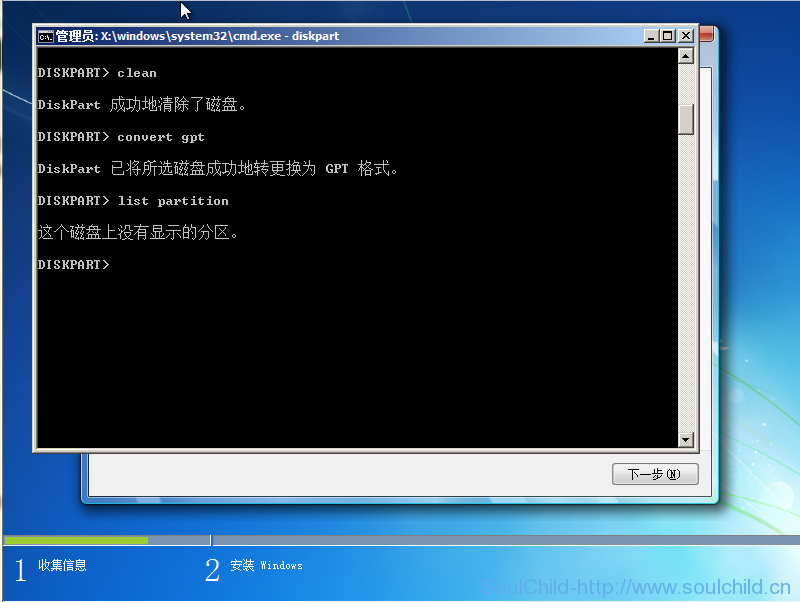 管理员: X:\windows\system32\cmd.exe - diskpart
DISKPART> clean
DiskPart 成功地清除了磁盘。
DISKPART> convert gpt
DiskPart 已将所选磁盘成功地转更换为 GPT 格式。
DISKPART> list partition
这个磁盘上没有显示的分区。
DISKPART>
下一步(N)
1 收集信息
2 安装 Windows
SoulChild-http://www.soulchild.cn